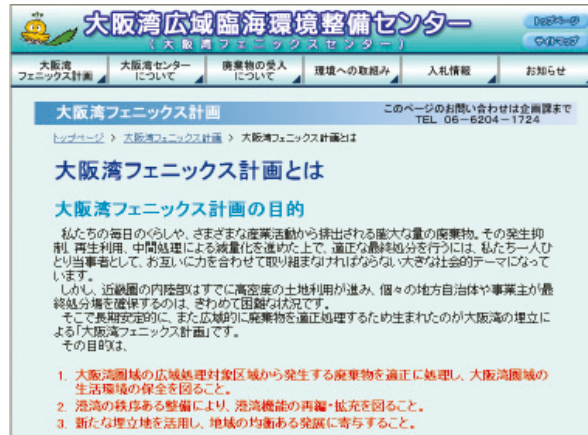 大阪湾広域臨海環境整備センター
(大阪湾フェニックスセンター)
トップページ
サイトマップ
大阪湾フェニックス計画
大阪湾センターについて
廃棄物の受入について
環境への取組み
入札情報
お知らせ
大阪湾フェニックス計画
このページのお問い合わせは企画課まで
TEL 06-6204-1724
トップページ > 大阪湾フェニックス計画 > 大阪湾フェニックス計画とは
大阪湾フェニックス計画とは
大阪湾フェニックス計画の目的
私たちの毎日のくらしや、さまざまな産業活動から排出される膨大な量の廃棄物。その発生抑
制、再生利用、中間処理による減量化を進めた上で、適正な最終処分を行うには、私たち一人ひ
とり当事者として、お互いに力を合わせて取り組まなければならない大きな社会的テーマになって
います。
しかし、近畿圏の内陸部はすでに高密度の土地利用が進み、個々の地方自治体や事業主が最
終処分場を確保するのは、きわめて困難な状況です。
そこで長期安定的に、また広域的に廃棄物を適正処理するため生まれたのが大阪湾の埋立に
よる「大阪湾フェニックス計画」です。
その目的は、
1. 大阪湾圏域の広域処理対象区域から発生する廃棄物を適正に処理し、大阪湾圏域の
生活環境の保全を図ること。
2. 港湾の秩序ある整備により、港湾機能の再編・拡充を図ること。
3. 新たな埋立地を活用し、地域の均衡ある発展に寄与すること。